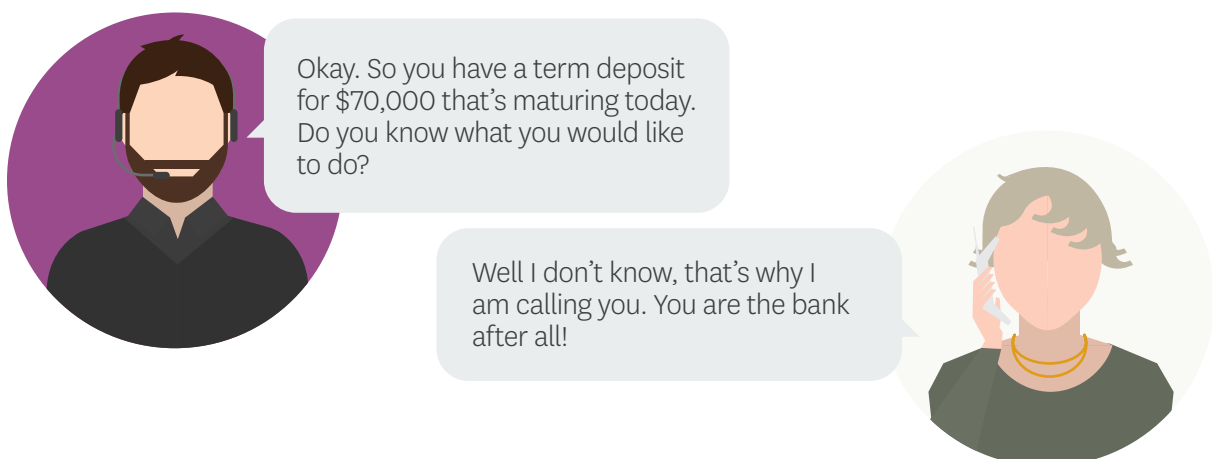 Okay. So you have a term deposit
for $70,000 that’s maturing today.
Do you know what you would like
to do?
Well I don’t know, that’s why I
am calling you. You are the bank
after all!